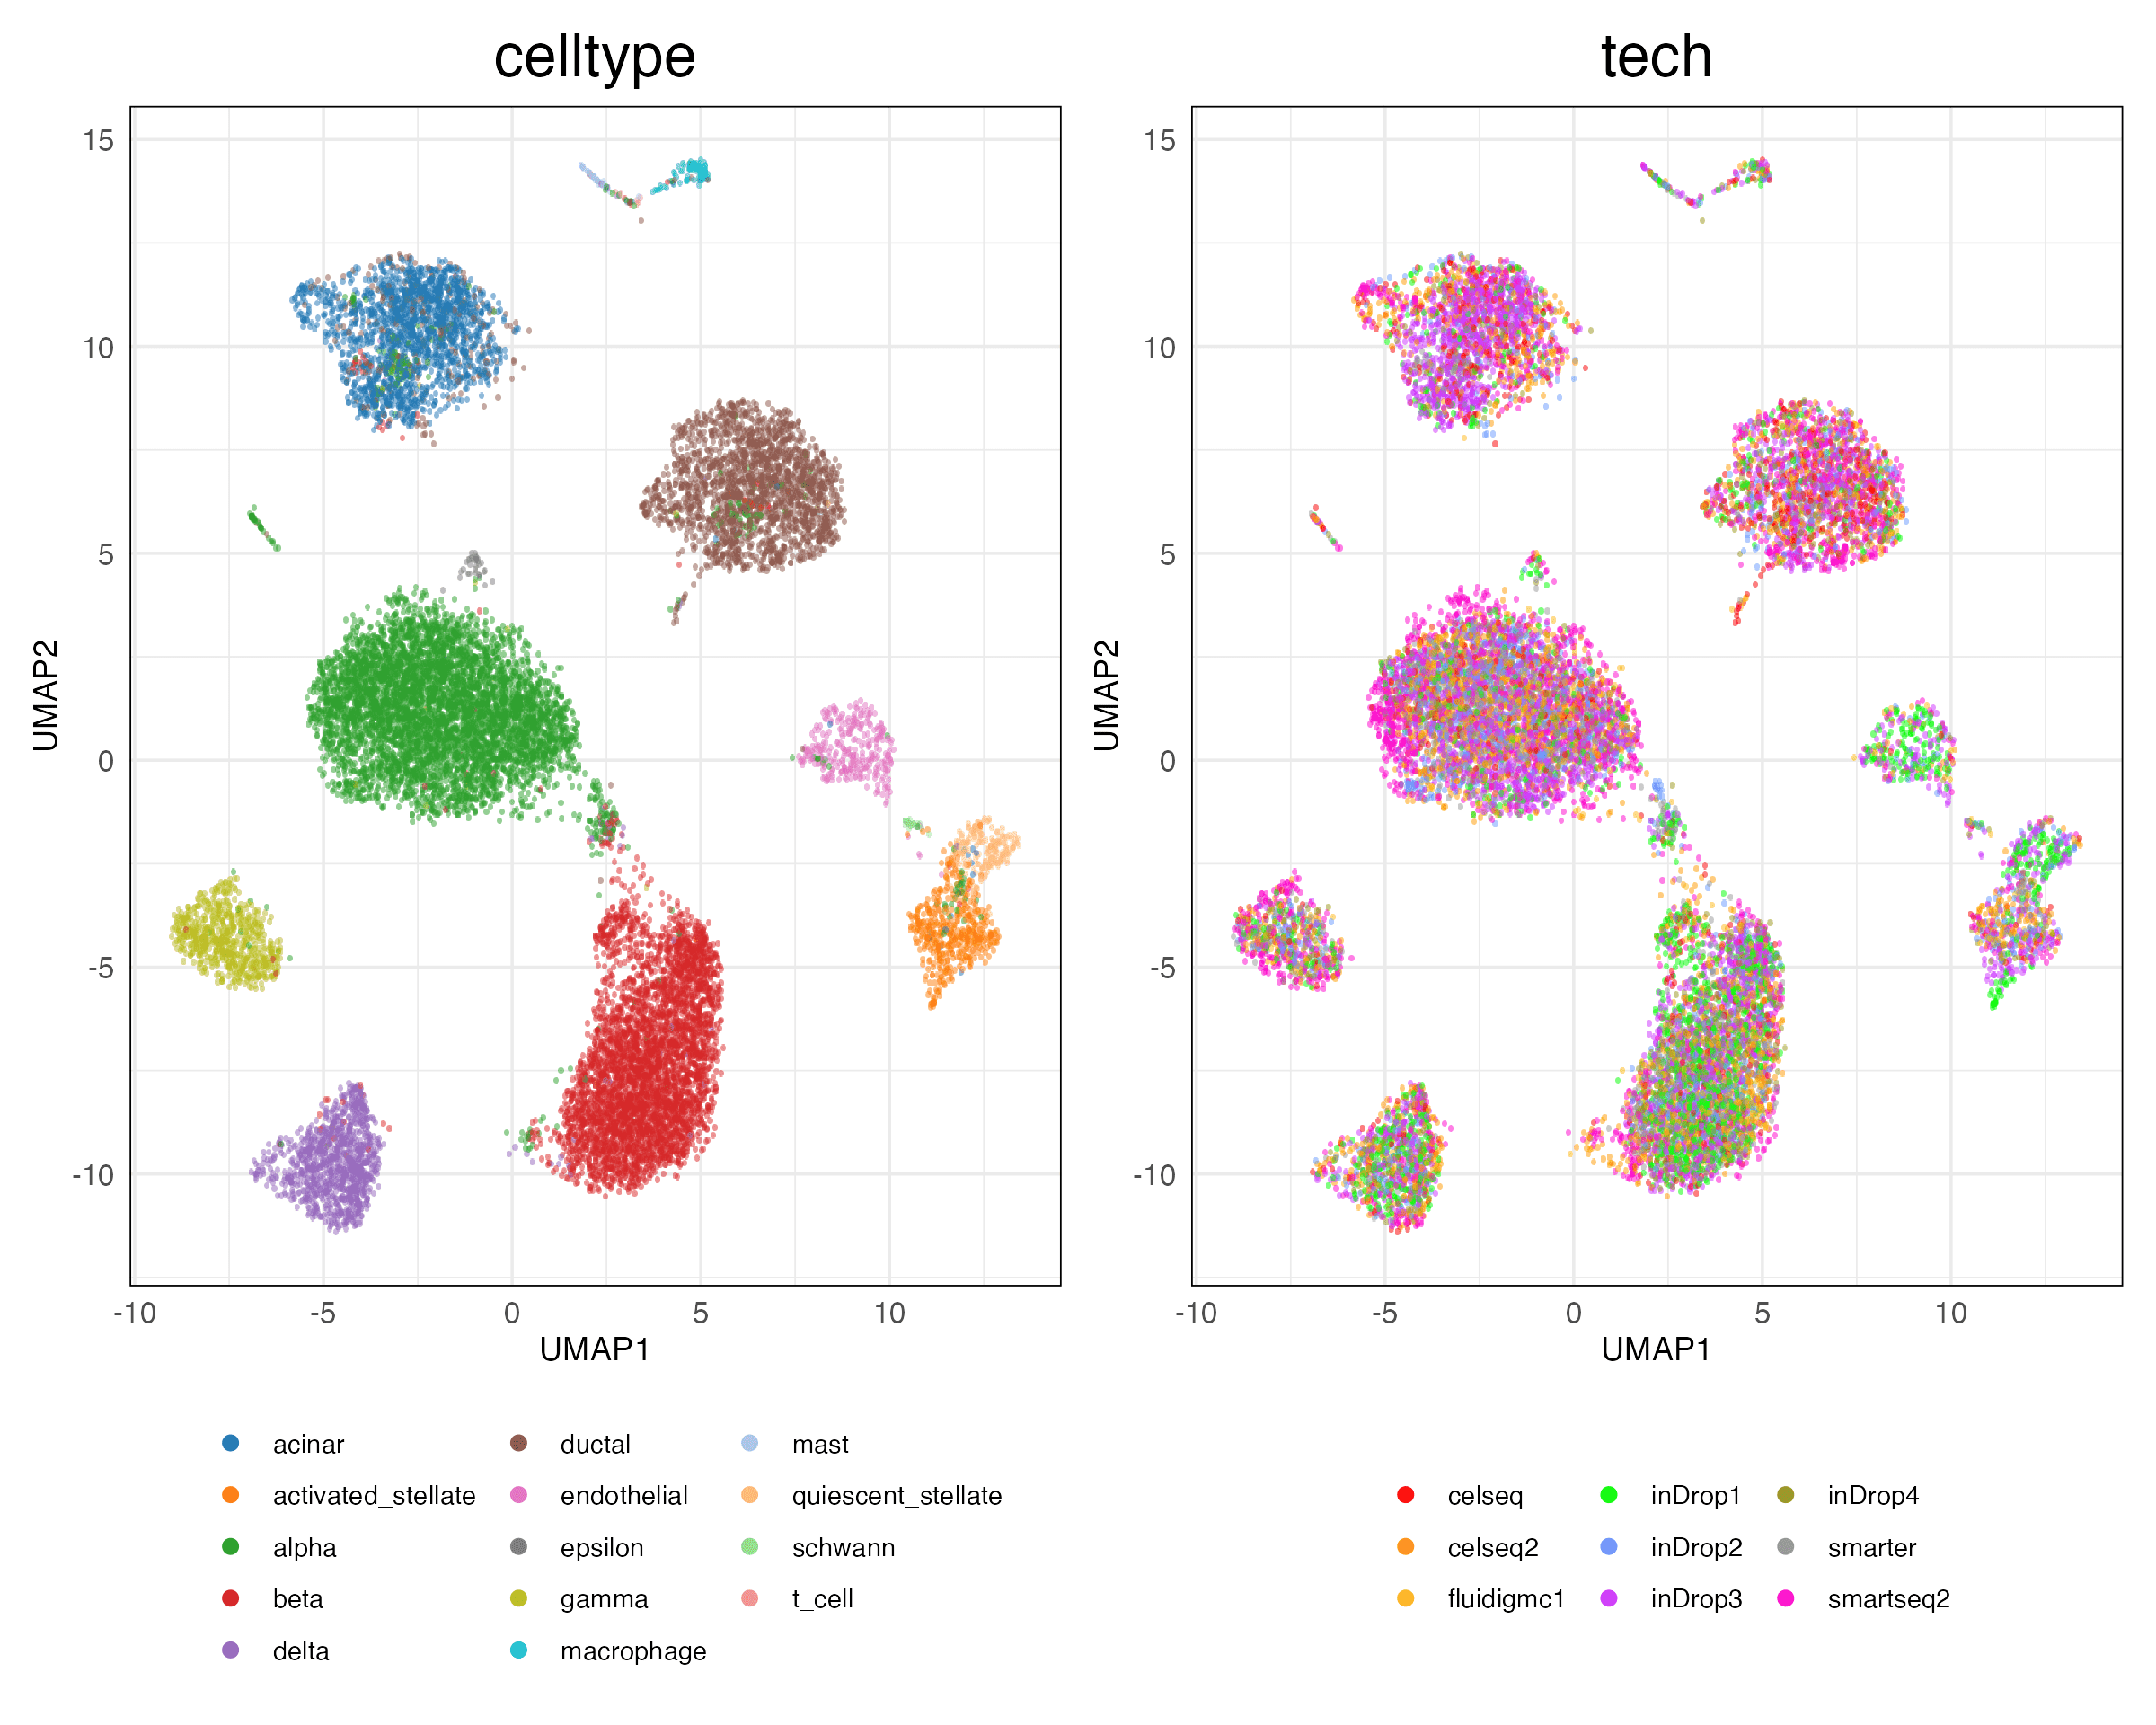 celltype
15
10
5
0
-5
-10
UMAP2
-10 -5 0 5 10
UMAP1
acinar ductal mast
activated_stellate endothelial quiescent_stellate
alpha epsilon schwann
beta gamma t_cell
delta macrophage
tech
15
10
5
0
-5
-10
UMAP2
-10 -5 0 5 10
UMAP1
celseq inDrop1 inDrop4
celseq2 inDrop2 smarter
fluidigmc1 inDrop3 smartseq2